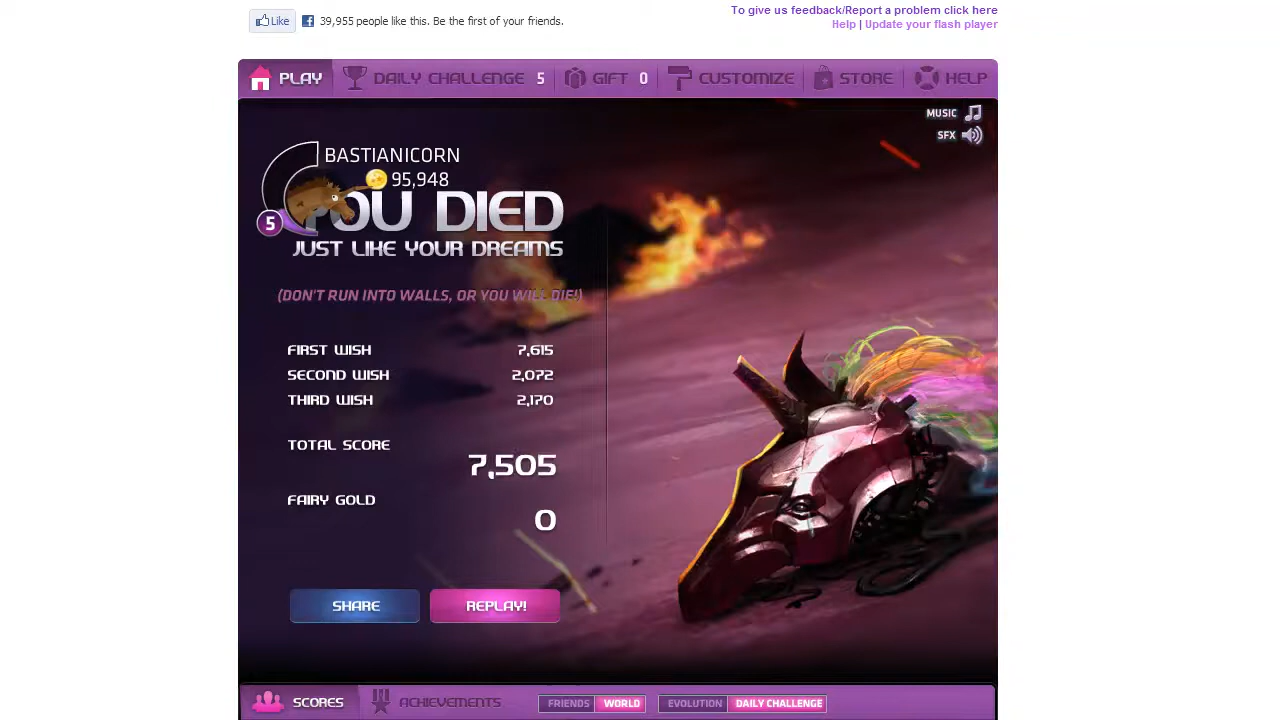 To give us feedback/Report a problem click here
Like 39,955 people like this. Be the first of your friends.
Help | Update your flash player
PLAY DAILY CHALLENGE 5 GIFT 0 CUSTOMIZE STORE HELP
MUSIC
SFX
BASTIANICORN
95,948
5
YOU DIED
JUST LIKE YOUR DREAMS
(DON'T RUN INTO WALLS, OR YOU WILL DIE!)
FIRST WISH 7,615
SECOND WISH 2,072
THIRD WISH 2,170
TOTAL SCORE
7,505
FAIRY GOLD
0
SHARE REPLAY!
SCORES ACHIEVEMENTS FRIENDS WORLD EVOLUTION DAILY CHALLENGE